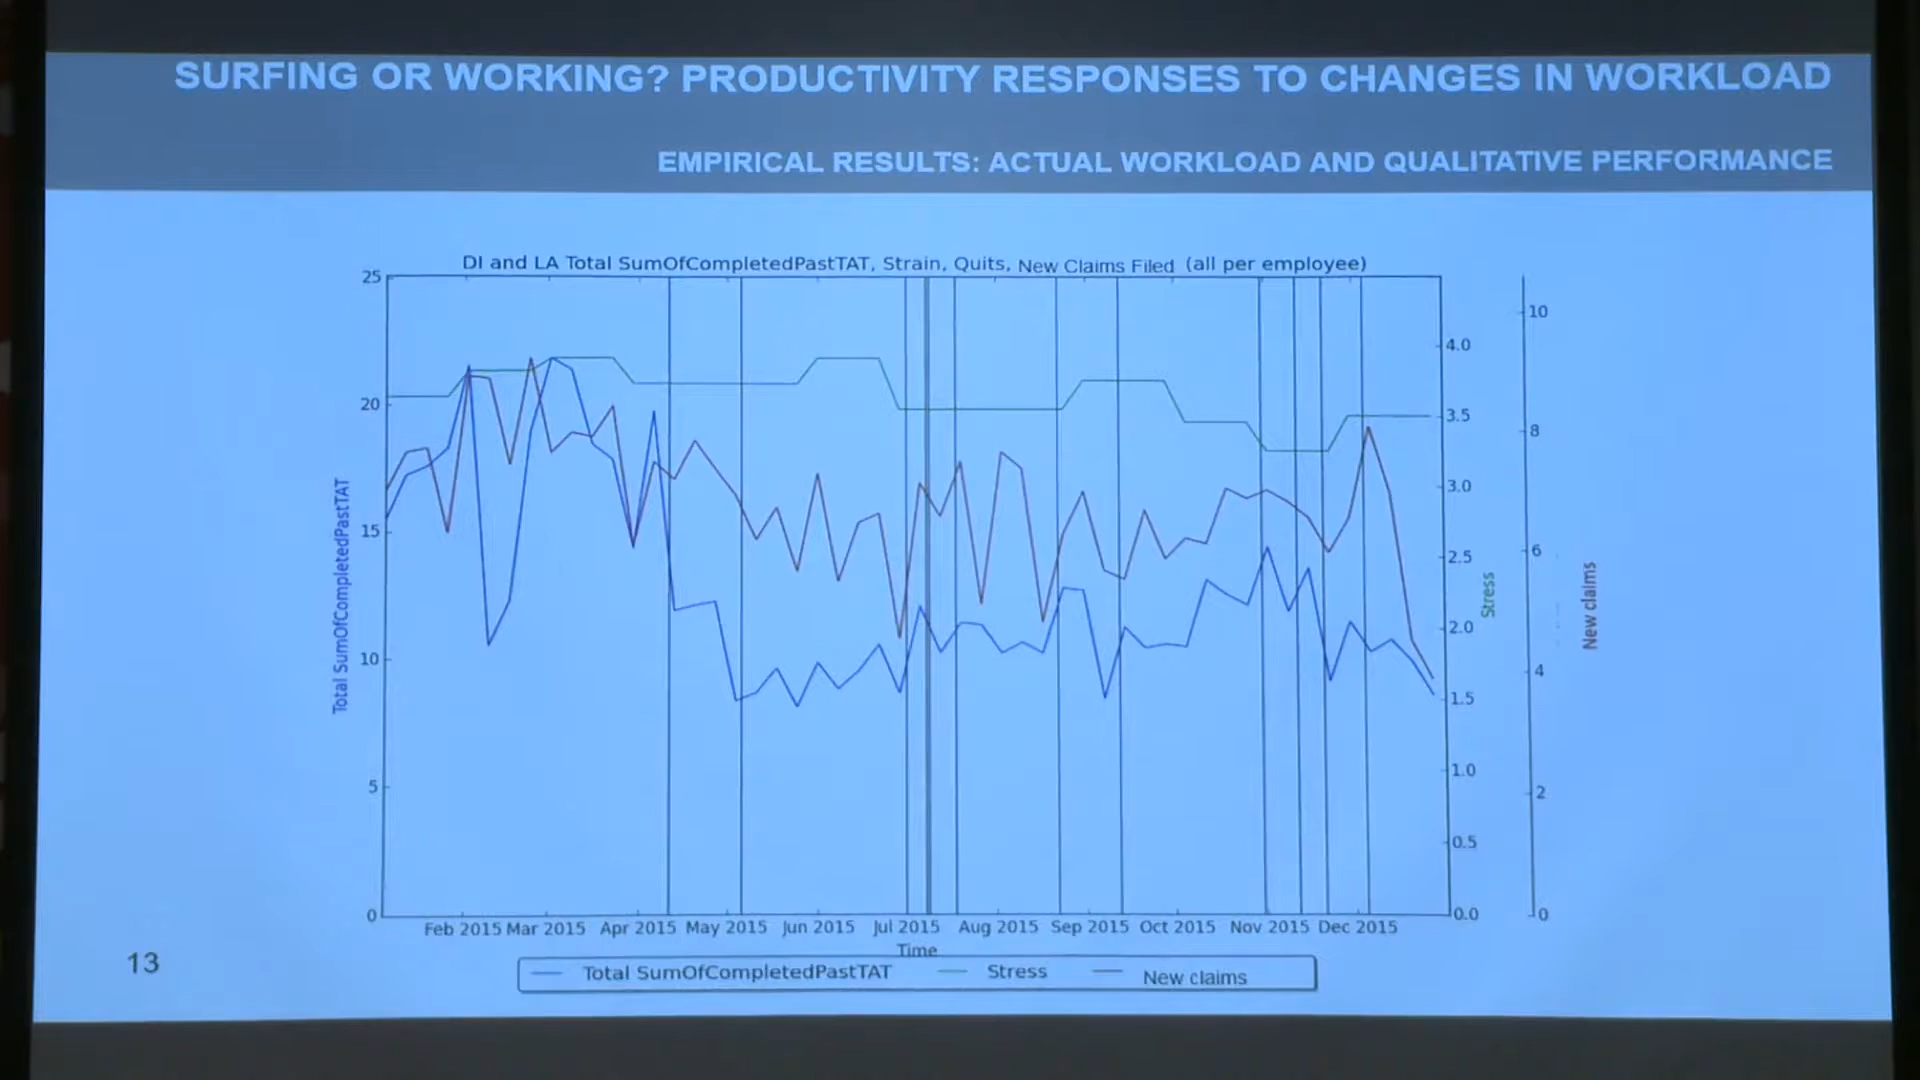 SURFING OR WORKING? PRODUCTIVITY RESPONSES TO CHANGES IN WORKLOAD
EMPIRICAL RESULTS: ACTUAL WORKLOAD AND QUALITATIVE PERFORMANCE
DI and LA Total SumOfCompletedPastTAT, Strain, Quits, New Claims Filed (all per employee)
Total SumOfCompletedPastTAT
25
20
15
10
5
0
4.0
3.5
3.0
2.5
2.0
1.5
1.0
0.5
0.0
Stress
10
8
6
4
2
0
New claims
Feb 2015 Mar 2015 Apr 2015 May 2015 Jun 2015 Jul 2015 Aug 2015 Sep 2015 Oct 2015 Nov 2015 Dec 2015
Time
Total SumOfCompletedPastTAT Stress New claims
13